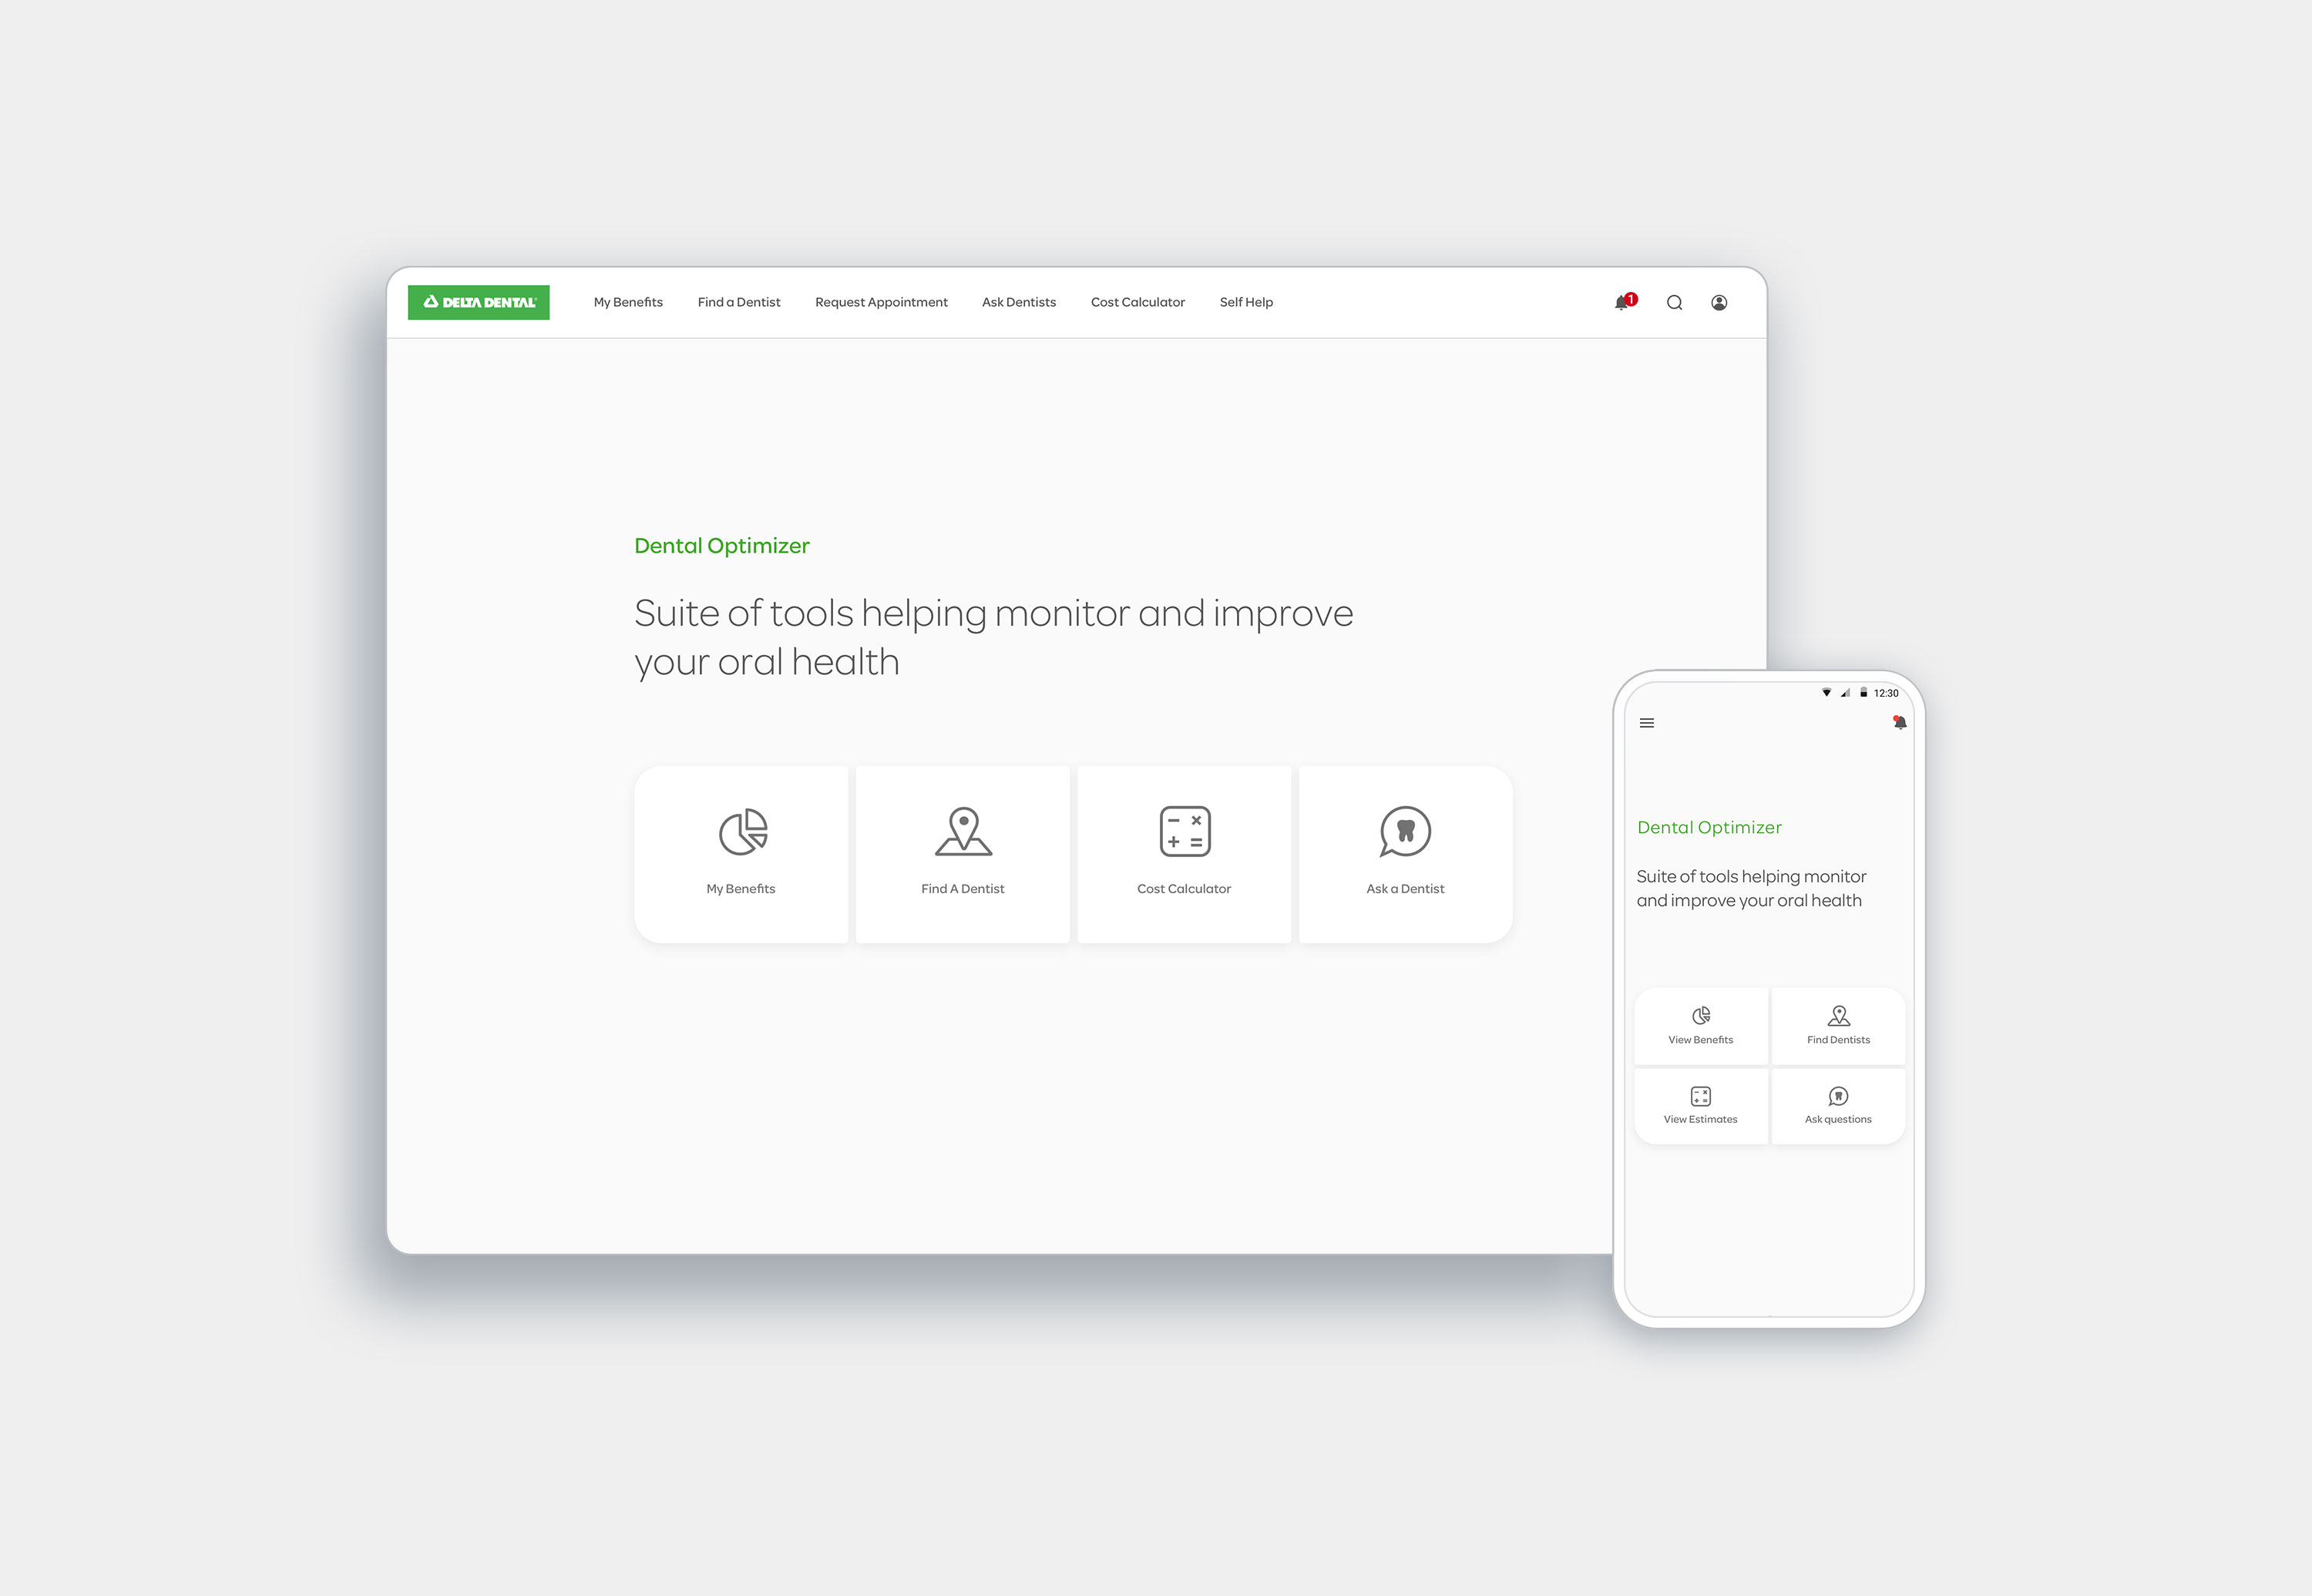 DELTA DENTAL
My Benefits Find a Dentist Request Appointment Ask Dentists Cost Calculator Self Help
1
Dental Optimizer
Suite of tools helping monitor and improve
your oral health
My Benefits Find A Dentist Cost Calculator Ask a Dentist
12:30
Dental Optimizer
Suite of tools helping monitor
and improve your oral health
View Benefits Find Dentists
View Estimates Ask questions